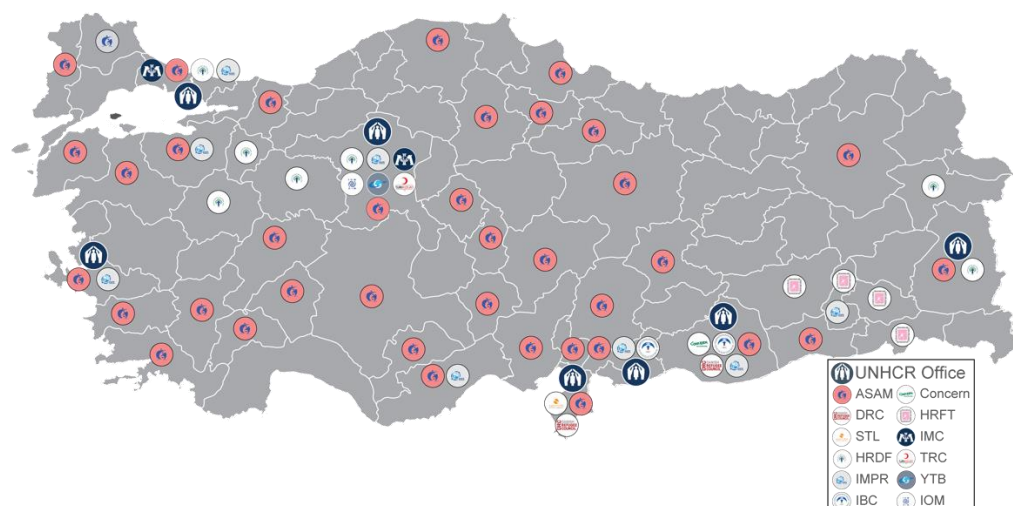 UNHCR Office
ASAM Concern
DRC HRFT
STL IMC
HRDF TRC
IMPR YTB
IBC IOM